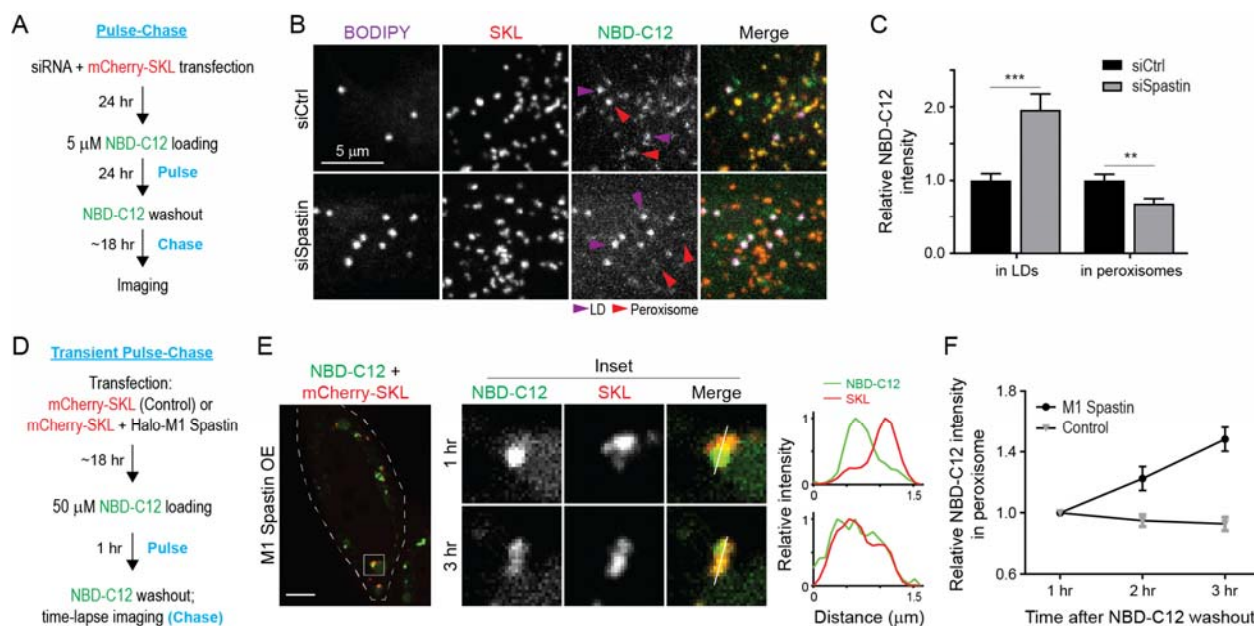 A
Pulse-Chase
siRNA + mCherry-SKL transfection
24 hr
5 μM NBD-C12 loading
24 hr Pulse
NBD-C12 washout
~18 hr Chase
Imaging
B
BODIPY SKL NBD-C12 Merge
siCtrl
5 μm
siSpastin
LD Peroxisome
C
siCtrl
siSpastin
Relative NBD-C12
intensity
2.0
1.0
0.0
***
**
in LDs in peroxisomes
D
Transient Pulse-Chase
Transfection:
mCherry-SKL (Control) or
mCherry-SKL + Halo-M1 Spastin
~18 hr
50 μM NBD-C12 loading
1 hr Pulse
NBD-C12 washout;
time-lapse imaging (Chase)
E
NBD-C12 +
mCherry-SKL
M1 Spastin OE
Inset
NBD-C12 SKL Merge
1 hr
3 hr
NBD-C12
SKL
Relative intensity
1
0
0 0.5 1.5
1
0
0 0.5 1.5
Distance (μm)
F
M1 Spastin
Control
Relative NBD-C12 intensity
in peroxisome
1.8
1.4
1.0
0.6
1 hr 2 hr 3 hr
Time after NBD-C12 washout